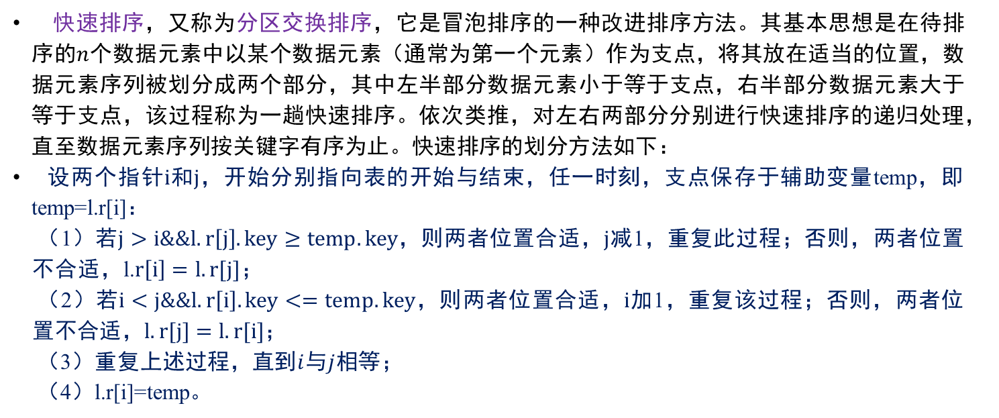 • 快速排序，又称为分区交换排序，它是冒泡排序的一种改进排序方法。其基本思想是在待排
序的n个数据元素中以某个数据元素（通常为第一个元素）作为支点，将其放在适当的位置，数
据元素序列被划分成两个部分，其中左半部分数据元素小于等于支点，右半部分数据元素大于
等于支点，该过程称为一趟快速排序。依次类推，对左右两部分分别进行快速排序的递归处理，
直至数据元素序列按关键字有序为止。快速排序的划分方法如下：
• 设两个指针i和j，开始分别指向表的开始与结束，任一时刻，支点保存于辅助变量temp，即
temp=l.r[i]：
（1）若j > i&&l. r[j]. key ≥ temp. key，则两者位置合适，j减1，重复此过程；否则，两者位置
不合适，l.r[i] = l. r[j]；
（2）若i < j&&l. r[i]. key <= temp. key，则两者位置合适，i加1，重复该过程；否则，两者位
置不合适，l. r[j] = l. r[i]；
（3）重复上述过程，直到i与j相等；
（4）l.r[i]=temp。